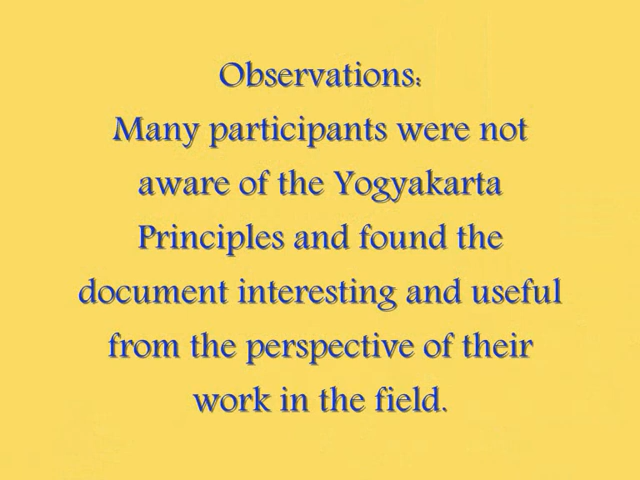 Observations:
Many participants were not
aware of the Yogyakarta
Principles and found the
document interesting and useful
from the perspective of their
work in the field.